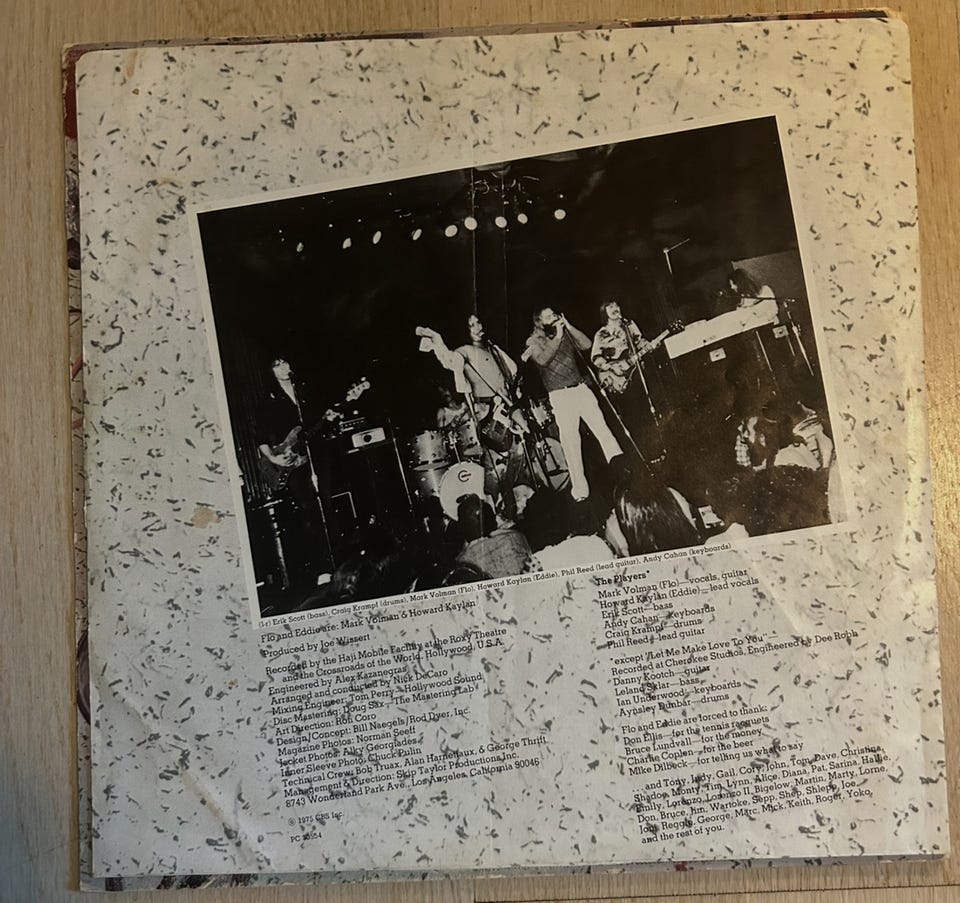 (l-r) Erik Scott (bass), Craig Krampf (drums), Mark Volman (Flo), Howard Kaylan (Eddie), Phil Reed (lead guitar), Andy Cahan (keyboards)
Flo and Eddie are: Mark Volman & Howard Kaylan
Produced by Joe Wissert
Recorded by the Haji Mobile Facility at the Roxy Theatre
and the Crossroads of the World, Hollywood, U.S.A.
Engineered by Alex Kazanegras
Arranged and conducted by Nick DeCaro
Mixing Engineer: Tom Perry—Hollywood Sound
Disc Mastering: Doug Sax—The Mastering Lab
Art Direction: Ron Coro
Design/Concept: Bill Naegels/Rod Dyer, Inc.
Magazine Photos: Norman Seeff
Jacket Photos: Alky Georglades
Inner Sleeve Photo: Chuck Pulin
Technical Crew: Bob Truax, Alan Harnetiaux, & George Thrift
Management & Direction: Skip Taylor Productions Inc.
8743 Wonderland Park Ave., Los Angeles, California 90046
℗ 1975 CBS Inc.
PC
The Players*
Mark Volman (Flo)—vocals, guitar
Howard Kaylan (Eddie)—lead vocals
Erik Scott—bass
Andy Cahan—keyboards
Craig Krampf—drums
Phil Reed—lead guitar
*except "Let Me Make Love To You"—
Recorded at Cherokee Studios. Engineered by Dee Robb
Danny Kootch—guitar
Leland Sklar—bass
Ian Underwood—keyboards
Aynsley Dunbar—drums
Flo and Eddie are forced to thank:
Don Ellis—for the tennis racquets
Bruce Lundvall—for the money
Charlie Coplen—for the beer
Mike Dilbeck—for telling us what to say
...and Tony, Judy, Gail, Cory, John, Tom, Dave, Christina,
Shadoe, Monty, Tim, Lynn, Alice, Diana, Pat, Sarina, Hallie,
Emily, Lorenzo, Lorenzo II, Bigelow, Martin, Marty, Lorne,
Don, Bruce, Jim, Wartoke, Sepp, Shep, Shlepp, Joe,
Joni, Reggie, George, Marc, Mick, Keith, Roger, Yoko,
and the rest of you.